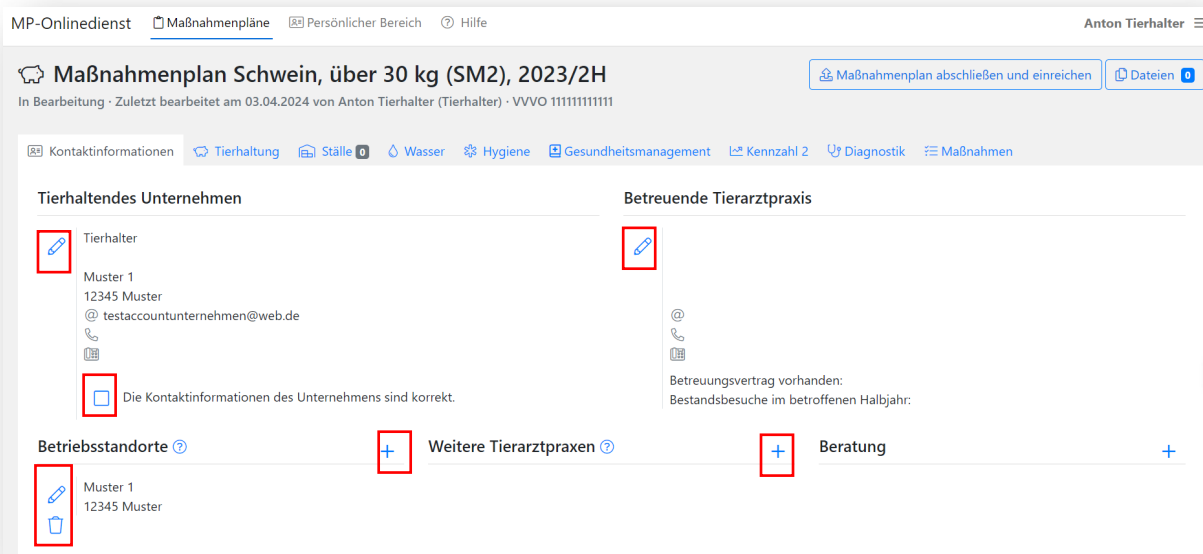 MP-Onlinedienst Maßnahmenpläne Persönlicher Bereich Hilfe Anton Tierhalter
Maßnahmenplan Schwein, über 30 kg (SM2), 2023/2H
Maßnahmenplan abschließen und einreichen Dateien 0
In Bearbeitung · Zuletzt bearbeitet am 03.04.2024 von Anton Tierhalter (Tierhalter) · VVVO 111111111111
Kontaktinformationen Tierhaltung Ställe 0 Wasser Hygiene Gesundheitsmanagement Kennzahl 2 Diagnostik Maßnahmen
Tierhaltendes Unternehmen
Tierhalter
Muster 1
12345 Muster
@ testaccountunternehmen@web.de
Die Kontaktinformationen des Unternehmens sind korrekt.
Betreuende Tierarztpraxis
@
Betreuungsvertrag vorhanden:
Bestandsbesuche im betroffenen Halbjahr:
Betriebsstandorte ? +
Muster 1
12345 Muster
Weitere Tierarztpraxen ? +
Beratung +